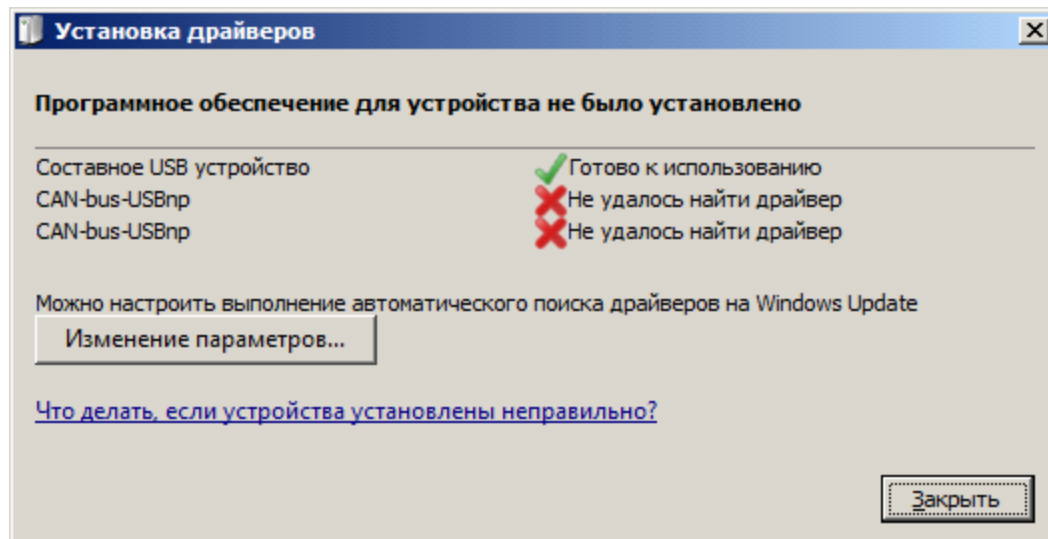 Установка драйверов
Программное обеспечение для устройства не было установлено
Составное USB устройство Готово к использованию
CAN-bus-USBnp Не удалось найти драйвер
CAN-bus-USBnp Не удалось найти драйвер
Можно настроить выполнение автоматического поиска драйверов на Windows Update
Изменение параметров...
Что делать, если устройства установлены неправильно?
Закрыть